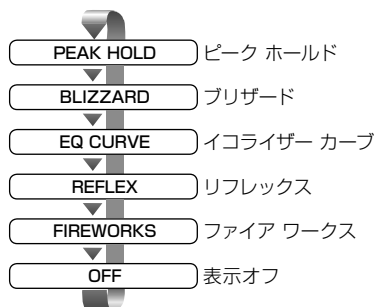 PEAK HOLD ピーク ホールド
BLIZZARD ブリザード
EQ CURVE イコライザー カーブ
REFLEX リフレックス
FIREWORKS ファイア ワークス
OFF 表示オフ